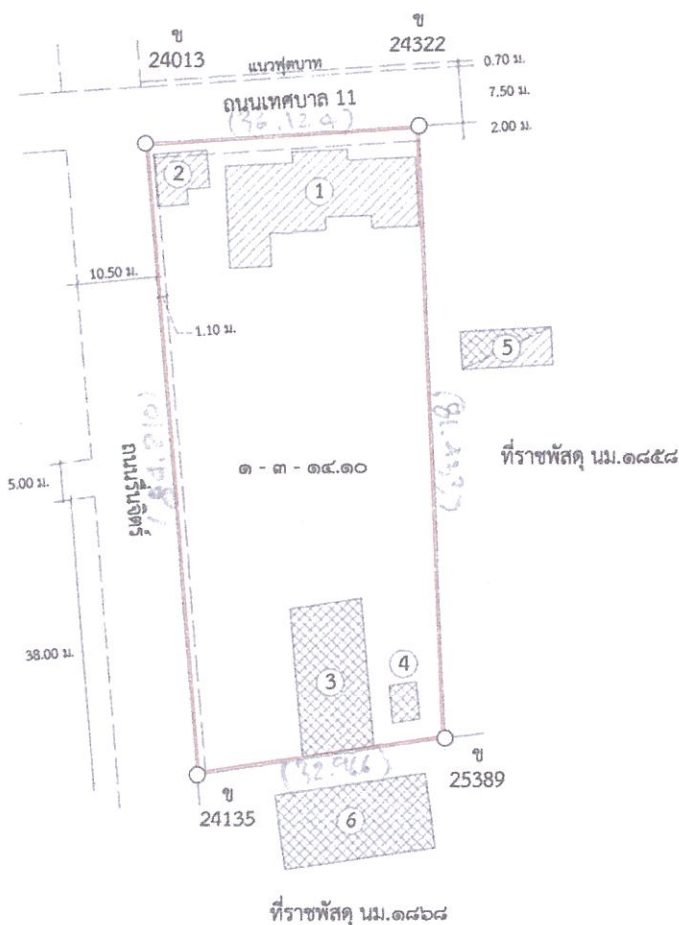 ข
24013
ข
24322
แนวฟุตบาท
0.70 ม.
7.50 ม.
2.00 ม.
ถนนเทศบาล 11
2
1
10.50 ม.
1.10 ม.
5
ที่ราชพัสดุ นม.๑๘๕๘
๑ - ๓ - ๑๔.๑๐
5.00 ม.
ถนนรื่นจิตร์
38.00 ม.
3
4
ข
25389
ข
24135
6
ที่ราชพัสดุ นม.๑๘๖๘